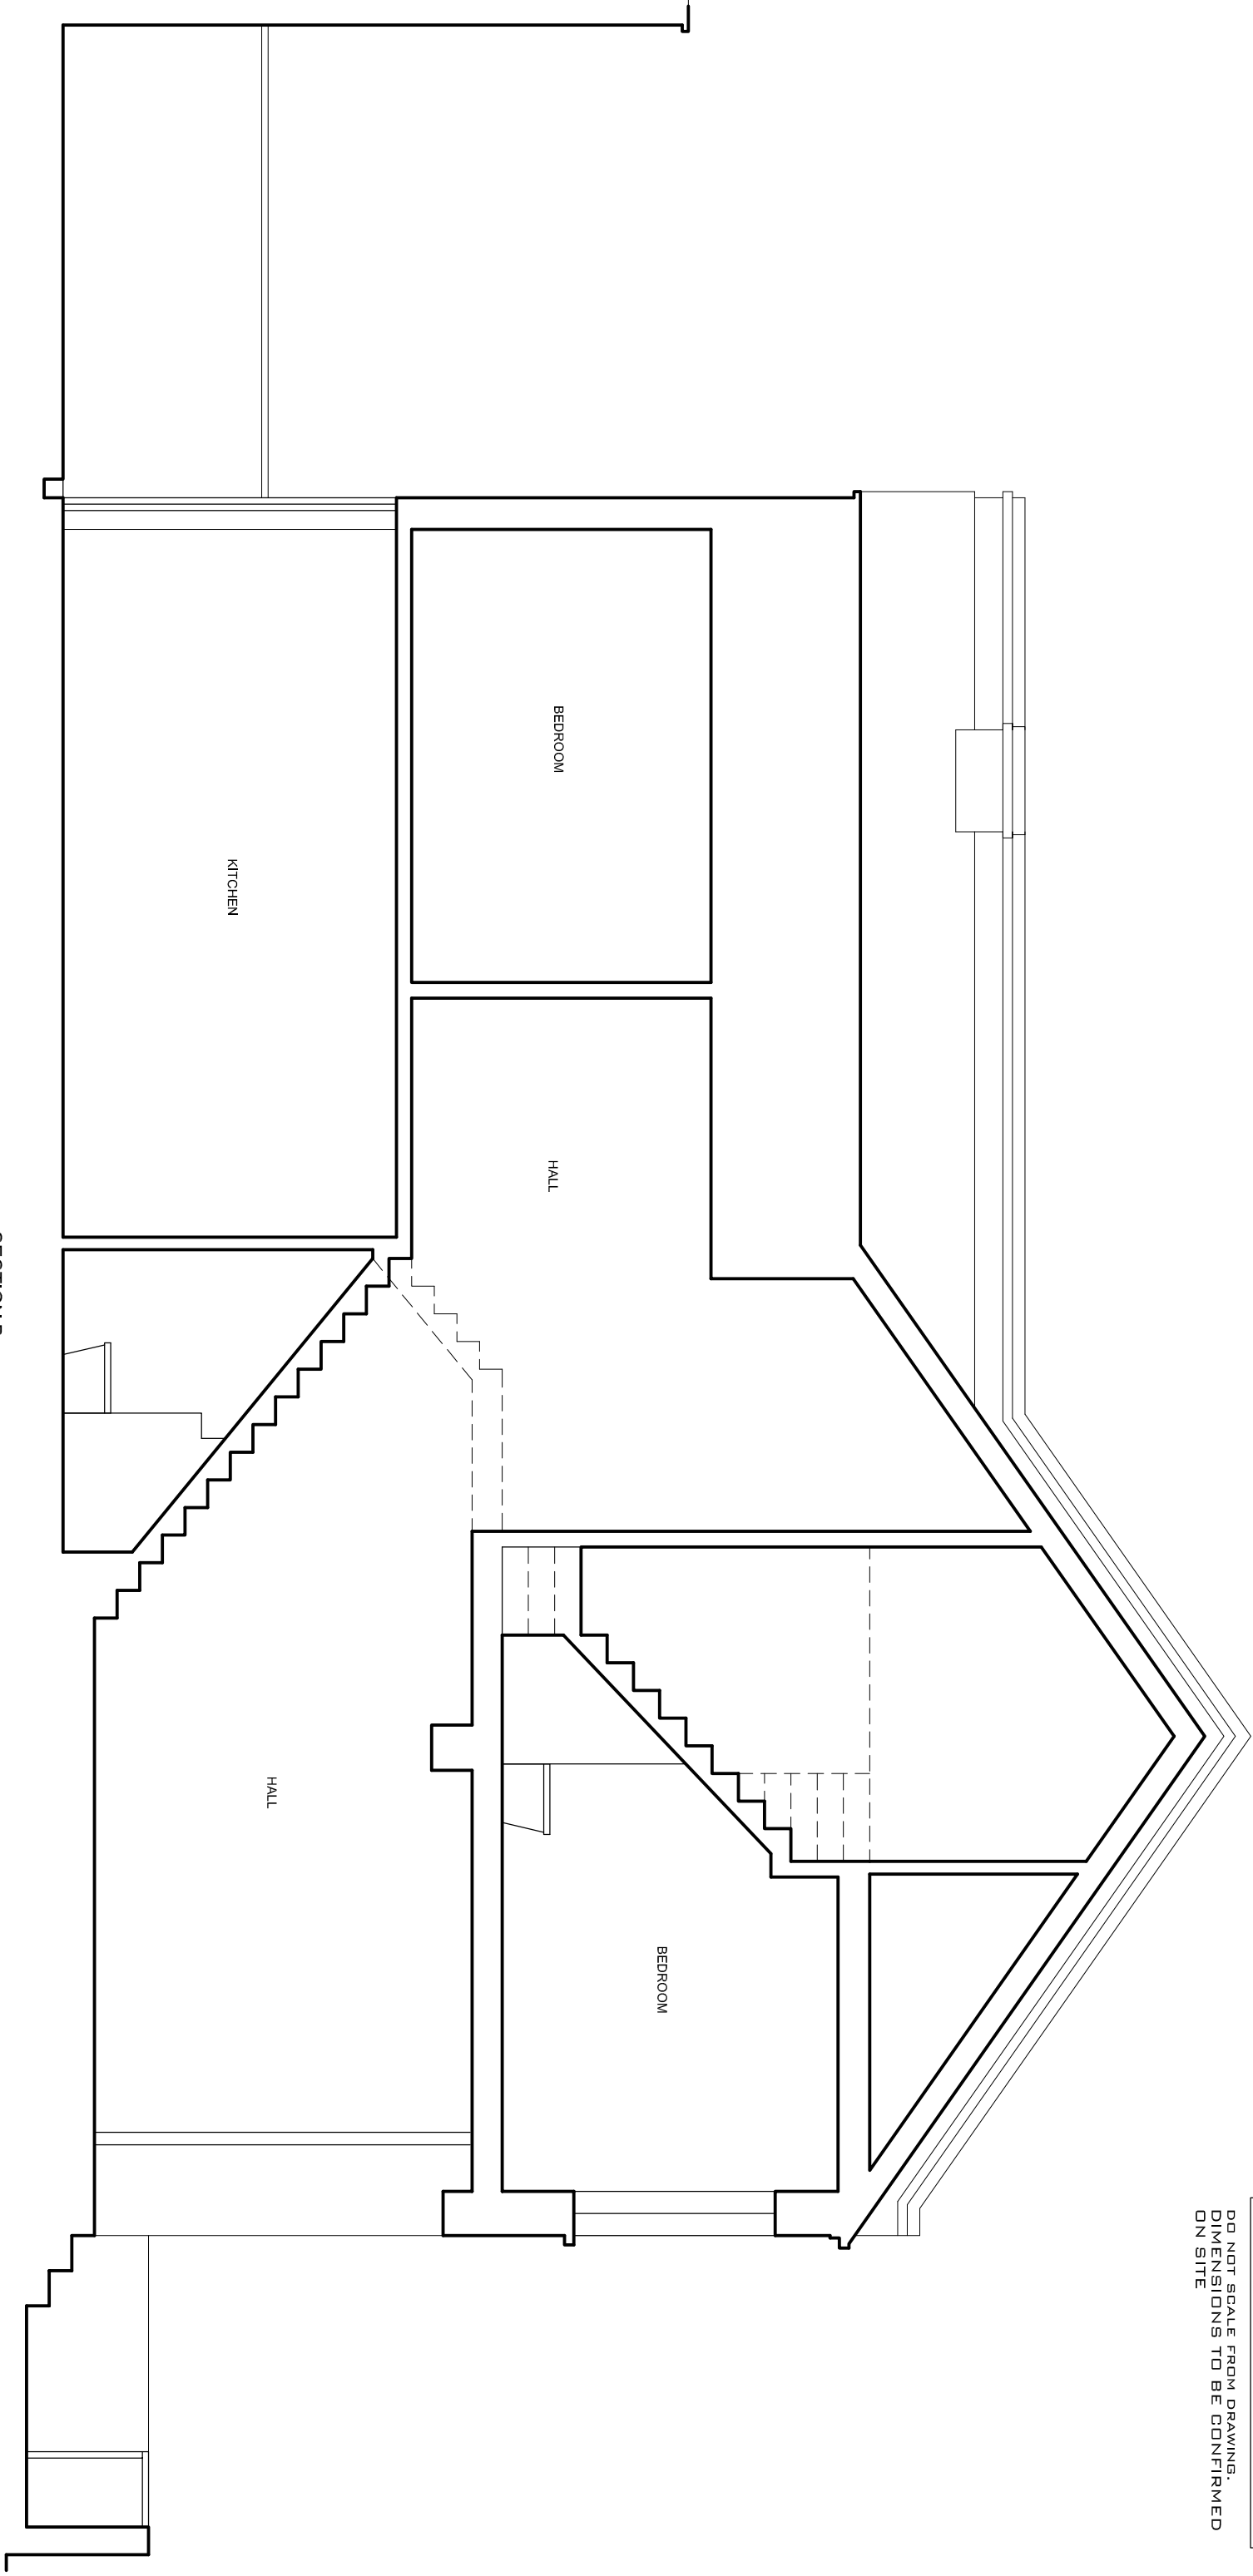 DO NOT SCALE FROM DRAWING.
DIMENSIONS TO BE CONFIRMED
ON SITE
BEDROOM
HALL
KITCHEN
BEDROOM
HALL